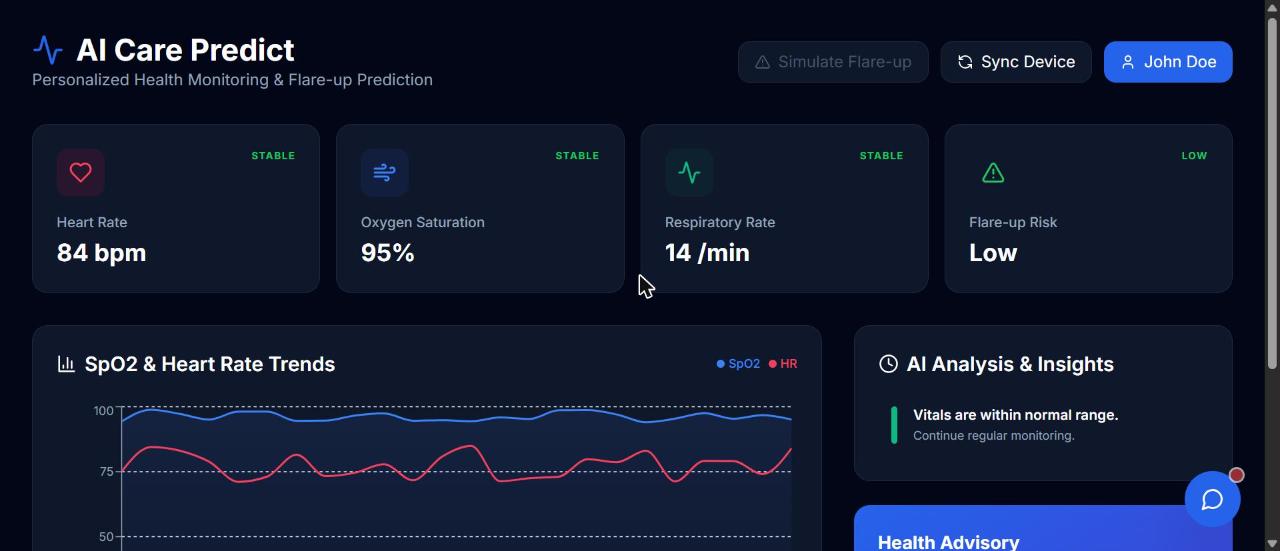 AI Care Predict
Personalized Health Monitoring & Flare-up Prediction
Simulate Flare-up
Sync Device
John Doe
STABLE
Heart Rate
84 bpm
STABLE
Oxygen Saturation
95%
STABLE
Respiratory Rate
14 /min
LOW
Flare-up Risk
Low
SpO2 & Heart Rate Trends
SpO2 HR
100
75
50
AI Analysis & Insights
Vitals are within normal range.
Continue regular monitoring.
Health Advisory